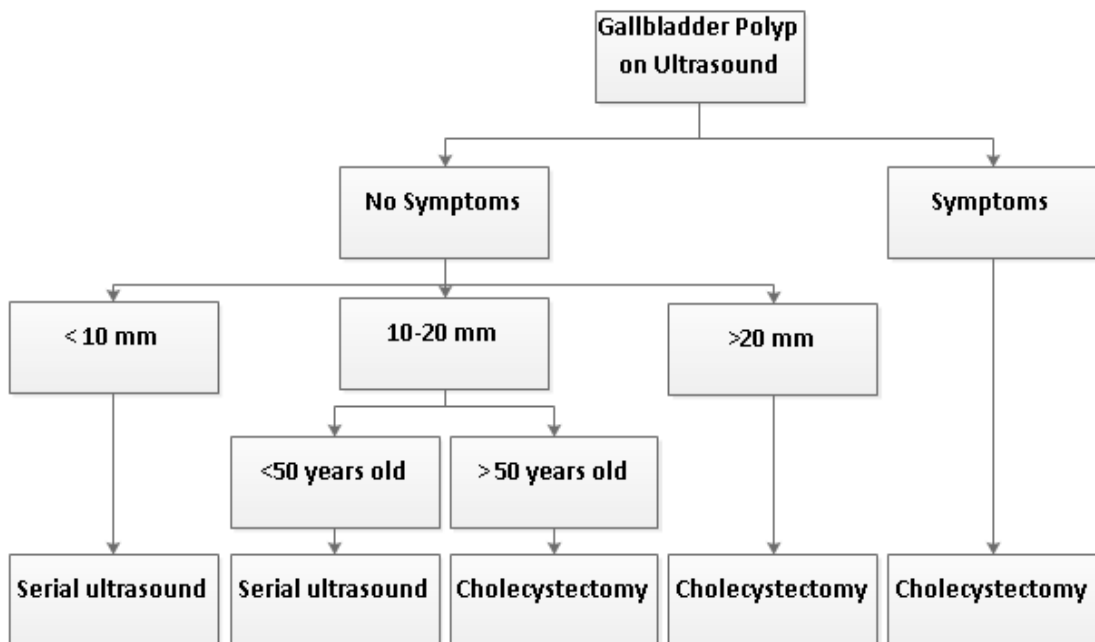 Gallbladder Polyp
on Ultrasound
No Symptoms
Symptoms
< 10 mm
10-20 mm
>20 mm
<50 years old
> 50 years old
Serial ultrasound
Serial ultrasound
Cholecystectomy
Cholecystectomy
Cholecystectomy